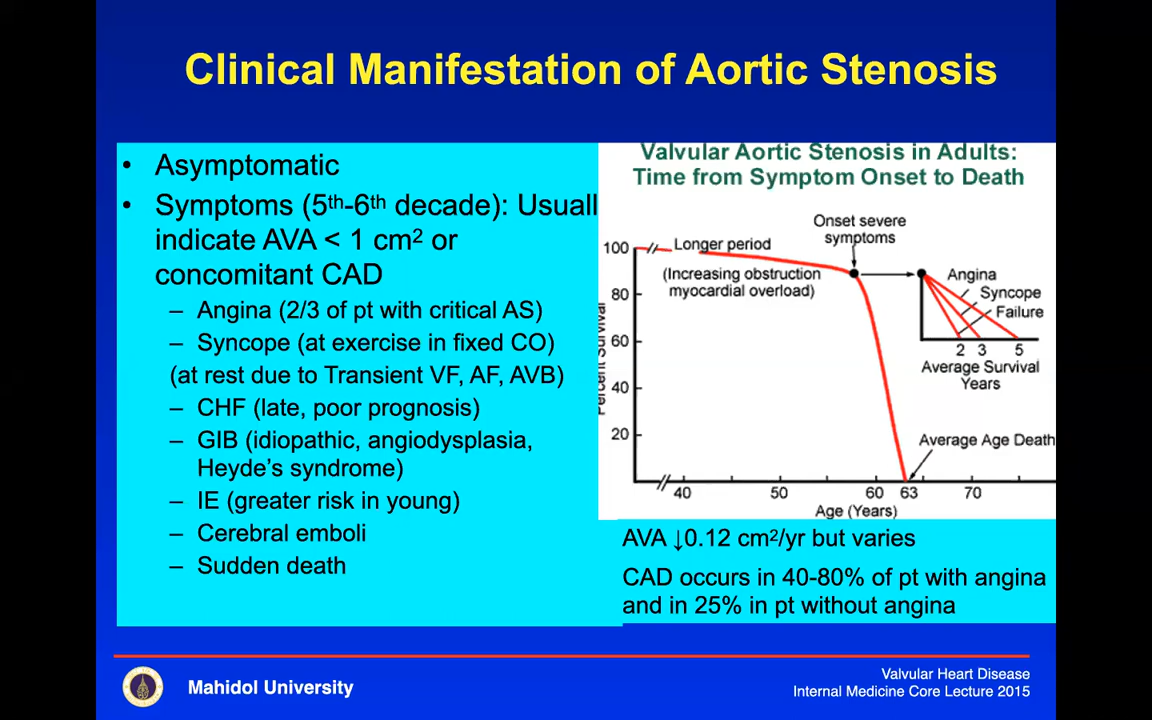 Clinical Manifestation of Aortic Stenosis
• Asymptomatic
• Symptoms (5th-6th decade): Usuall
indicate AVA < 1 cm² or
concomitant CAD
– Angina (2/3 of pt with critical AS)
– Syncope (at exercise in fixed CO)
(at rest due to Transient VF, AF, AVB)
– CHF (late, poor prognosis)
– GIB (idiopathic, angiodysplasia,
Heyde's syndrome)
– IE (greater risk in young)
– Cerebral emboli
– Sudden death
Valvular Aortic Stenosis in Adults:
Time from Symptom Onset to Death
Onset severe
symptoms
Longer period
(Increasing obstruction
myocardial overload)
Angina
Syncope
Failure
2 3 5
Average Survival
Years
100
80
60
40
20
Percent Survival
Average Age Death
40 50 60 63 70
Age (Years)
AVA ↓0.12 cm²/yr but varies
CAD occurs in 40-80% of pt with angina
and in 25% in pt without angina
Mahidol University
Valvular Heart Disease
Internal Medicine Core Lecture 2015